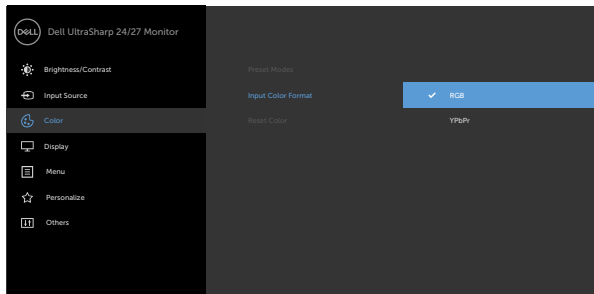 DELL Dell UltraSharp 24/27 Monitor
Brightness/Contrast
Preset Modes
Input Source
Input Color Format
RGB
Color
Reset Color
YPbPr
Display
Menu
Personalize
Others